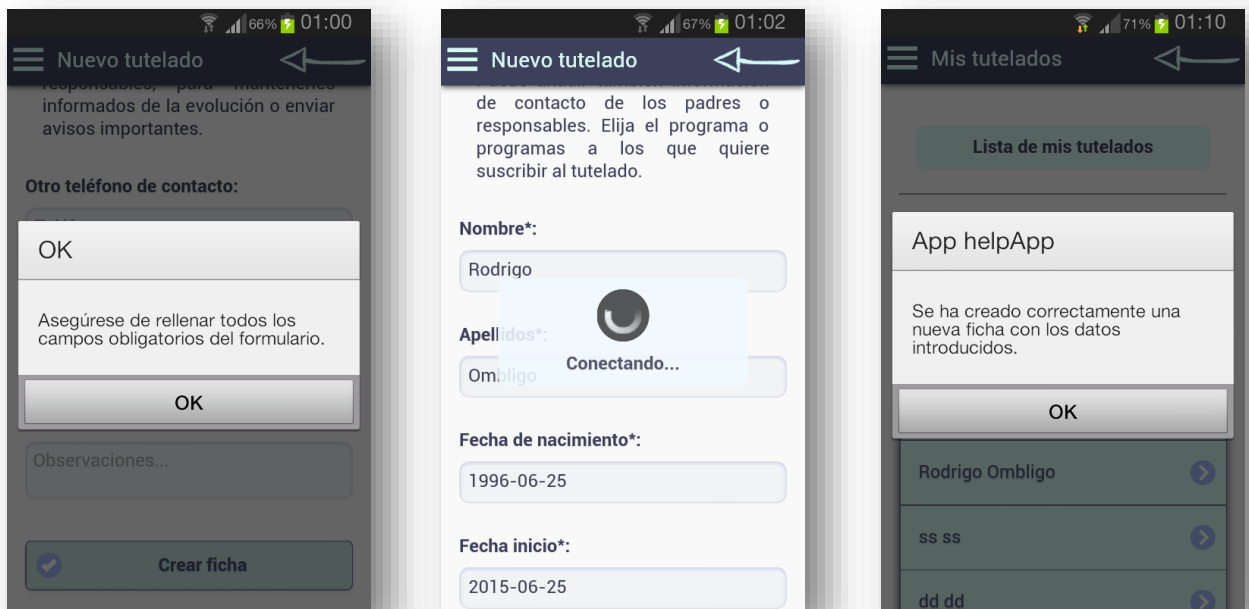 66% 01:00
Nuevo tutelado
responsables, para mantenerles
informados de la evolución o enviar
avisos importantes.
Otro teléfono de contacto:
OK
Asegúrese de rellenar todos los
campos obligatorios del formulario.
OK
Observaciones...
Crear ficha
67% 01:02
Nuevo tutelado
de contacto de los padres o
responsables. Elija el programa o
programas a los que quiere
suscribir al tutelado.
Nombre*:
Rodrigo
Apellidos*:
Ombligo
Conectando...
Fecha de nacimiento*:
1996-06-25
Fecha inicio*:
2015-06-25
71% 01:10
Mis tutelados
Lista de mis tutelados
App helpApp
Se ha creado correctamente una
nueva ficha con los datos
introducidos.
OK
Rodrigo Ombligo
ss ss
dd dd